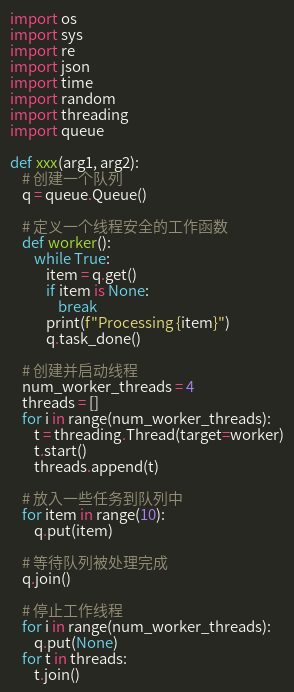 import os
import sys
import re
import json
import time
import random
import threading
import queue

def xxx(arg1, arg2):
    # 创建一个队列
    q = queue.Queue()

    # 定义一个线程安全的工作函数
    def worker():
        while True:
            item = q.get()
            if item is None:
                break
            print(f"Processing {item}")
            q.task_done()

    # 创建并启动线程
    num_worker_threads = 4
    threads = []
    for i in range(num_worker_threads):
        t = threading.Thread(target=worker)
        t.start()
        threads.append(t)

    # 放入一些任务到队列中
    for item in range(10):
        q.put(item)

    # 等待队列被处理完成
    q.join()

    # 停止工作线程
    for i in range(num_worker_threads):
        q.put(None)
    for t in threads:
        t.join()